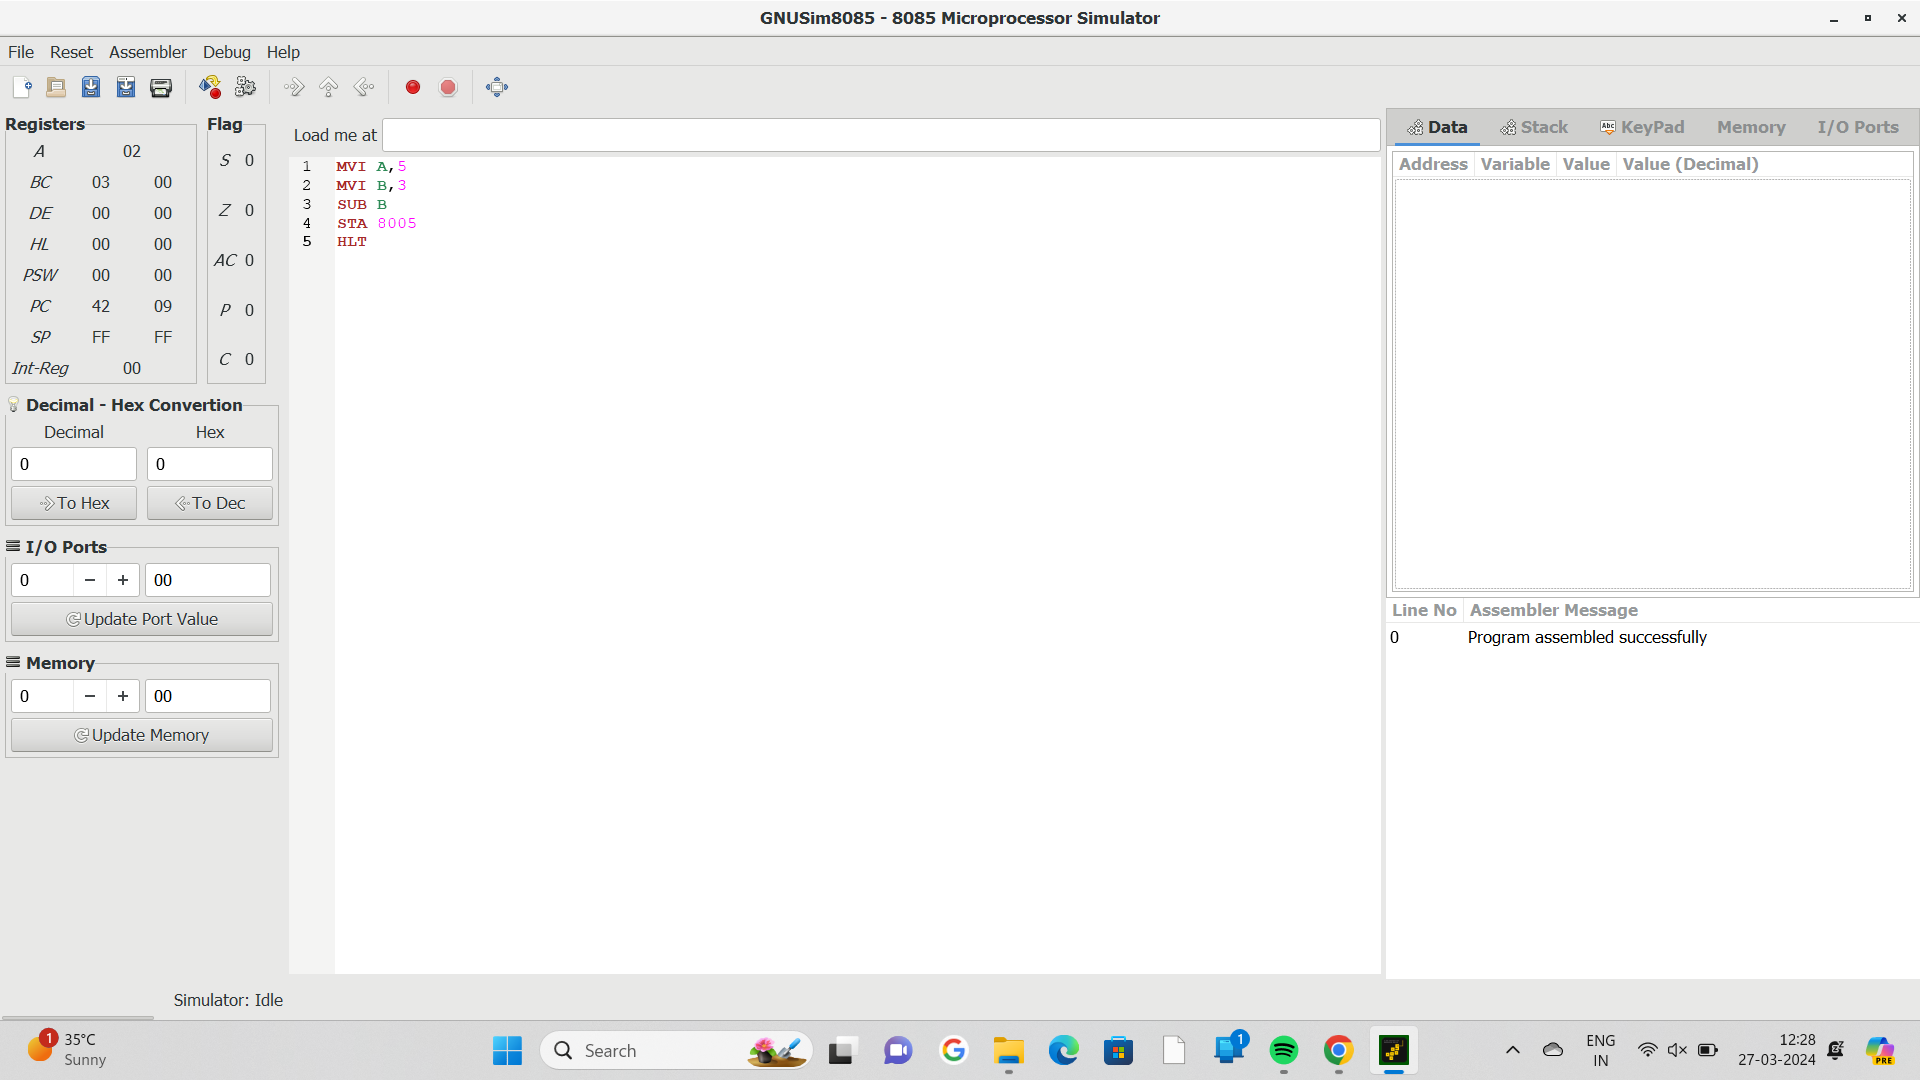 GNUSim8085 - 8085 Microprocessor Simulator
File Reset Assembler Debug Help
Registers
A 02
BC 03 00
DE 00 00
HL 00 00
PSW 00 00
PC 42 09
SP FF FF
Int-Reg 00
Flag
S 0
Z 0
AC 0
P 0
C 0
Decimal - Hex Convertion
Decimal Hex
0 0
To Hex To Dec
I/O Ports
0 − + 00
Update Port Value
Memory
0 − + 00
Update Memory
Load me at
1 MVI A,5
2 MVI B,3
3 SUB B
4 STA 8005
5 HLT
Data Stack Abc KeyPad Memory I/O Ports
Address Variable Value Value (Decimal)
Line No Assembler Message
0 Program assembled successfully
Simulator: Idle
1 35°C
Sunny
Search
1
ENG
IN
12:28
27-03-2024
PRE